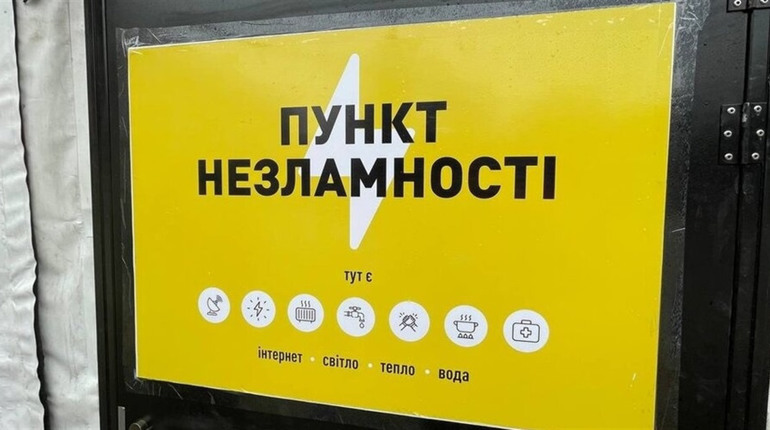 ПУНКТ
НЕЗЛАМНОСТІ
тут є
інтернет • світло • тепло • вода